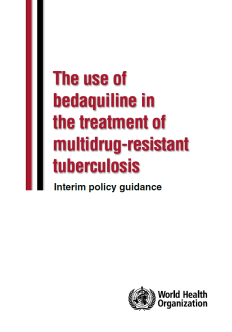 The use of
bedaquiline in
the treatment of
multidrug-resistant
tuberculosis
Interim policy guidance
World Health
Organization